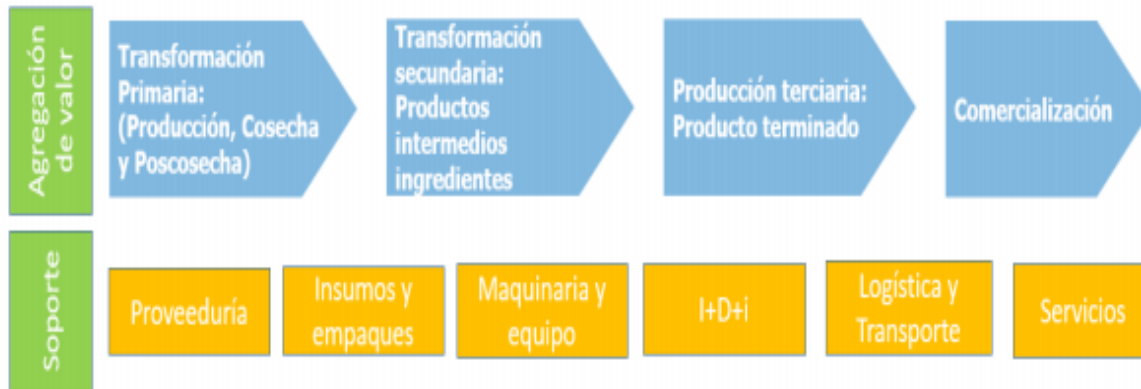 Agregación
de valor
Transformación
Primaria:
(Producción, Cosecha
y Poscosecha)
Transformación
secundaria:
Productos
intermedios
ingredientes
Producción terciaria:
Producto terminado
Comercialización
Soporte
Proveeduría
Insumos y
empaques
Maquinaria y
equipo
I+D+i
Logística y
Transporte
Servicios